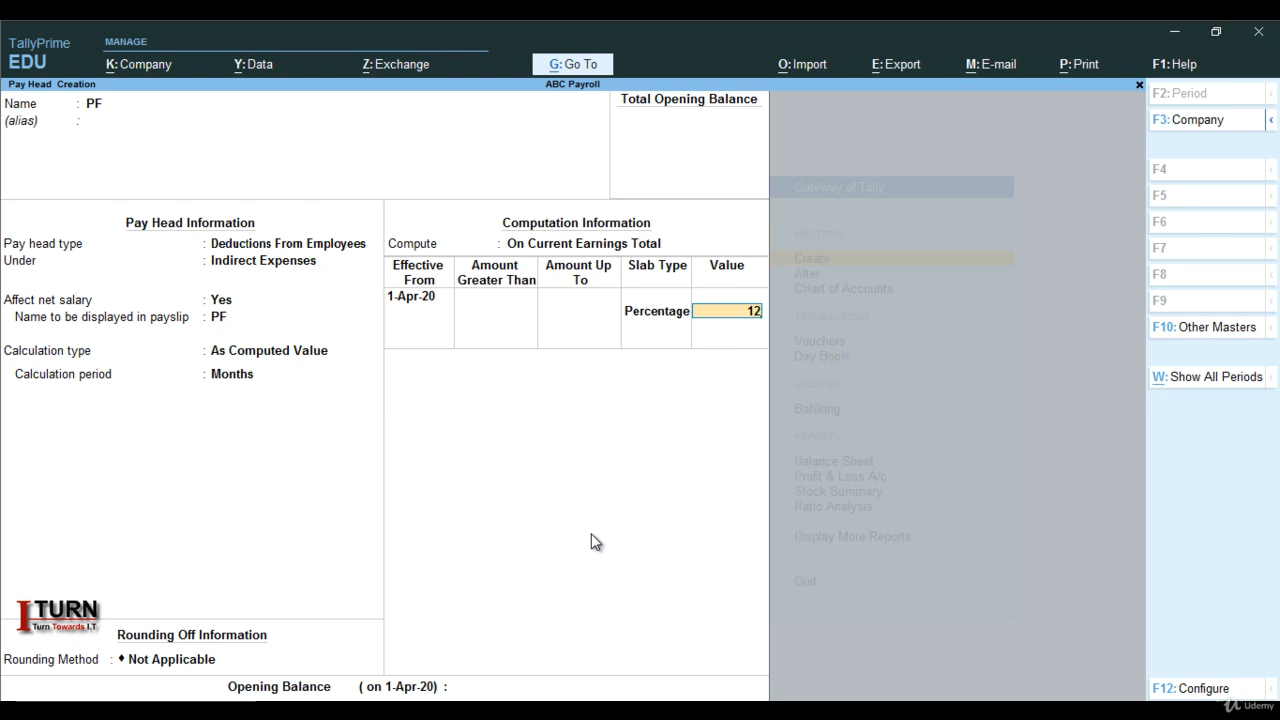 TallyPrime
EDU
MANAGE
K: Company
Y: Data
Z: Exchange
G: Go To
O: Import
E: Export
M: E-mail
P: Print
F1: Help
Pay Head Creation
ABC Payroll
×
Name : PF
(alias) :
Total Opening Balance
Pay Head Information
Pay head type : Deductions From Employees
Under : Indirect Expenses
Affect net salary : Yes
Name to be displayed in payslip : PF
Calculation type : As Computed Value
Calculation period : Months
Computation Information
Compute : On Current Earnings Total
Effective From
Amount Greater Than
Amount Up To
Slab Type
Value
1-Apr-20
Percentage 12
I TURN
Turn Towards I.T
Rounding Off Information
Rounding Method : ♦ Not Applicable
Opening Balance ( on 1-Apr-20) :
Gateway of Tally
MASTERS
Create
Alter
CHart of Accounts
TRANSACTIONS
Vouchers
Day BooK
UTILITIES
BaNking
REPORTS
Balance Sheet
Profit & Loss A/c
Stock Summary
Ratio Analysis
Display More Reports
Quit
F2: Period
F3: Company
F4
F5
F6
F7
F8
F9
F10: Other Masters
W: Show All Periods
F12: Configure
Udemy